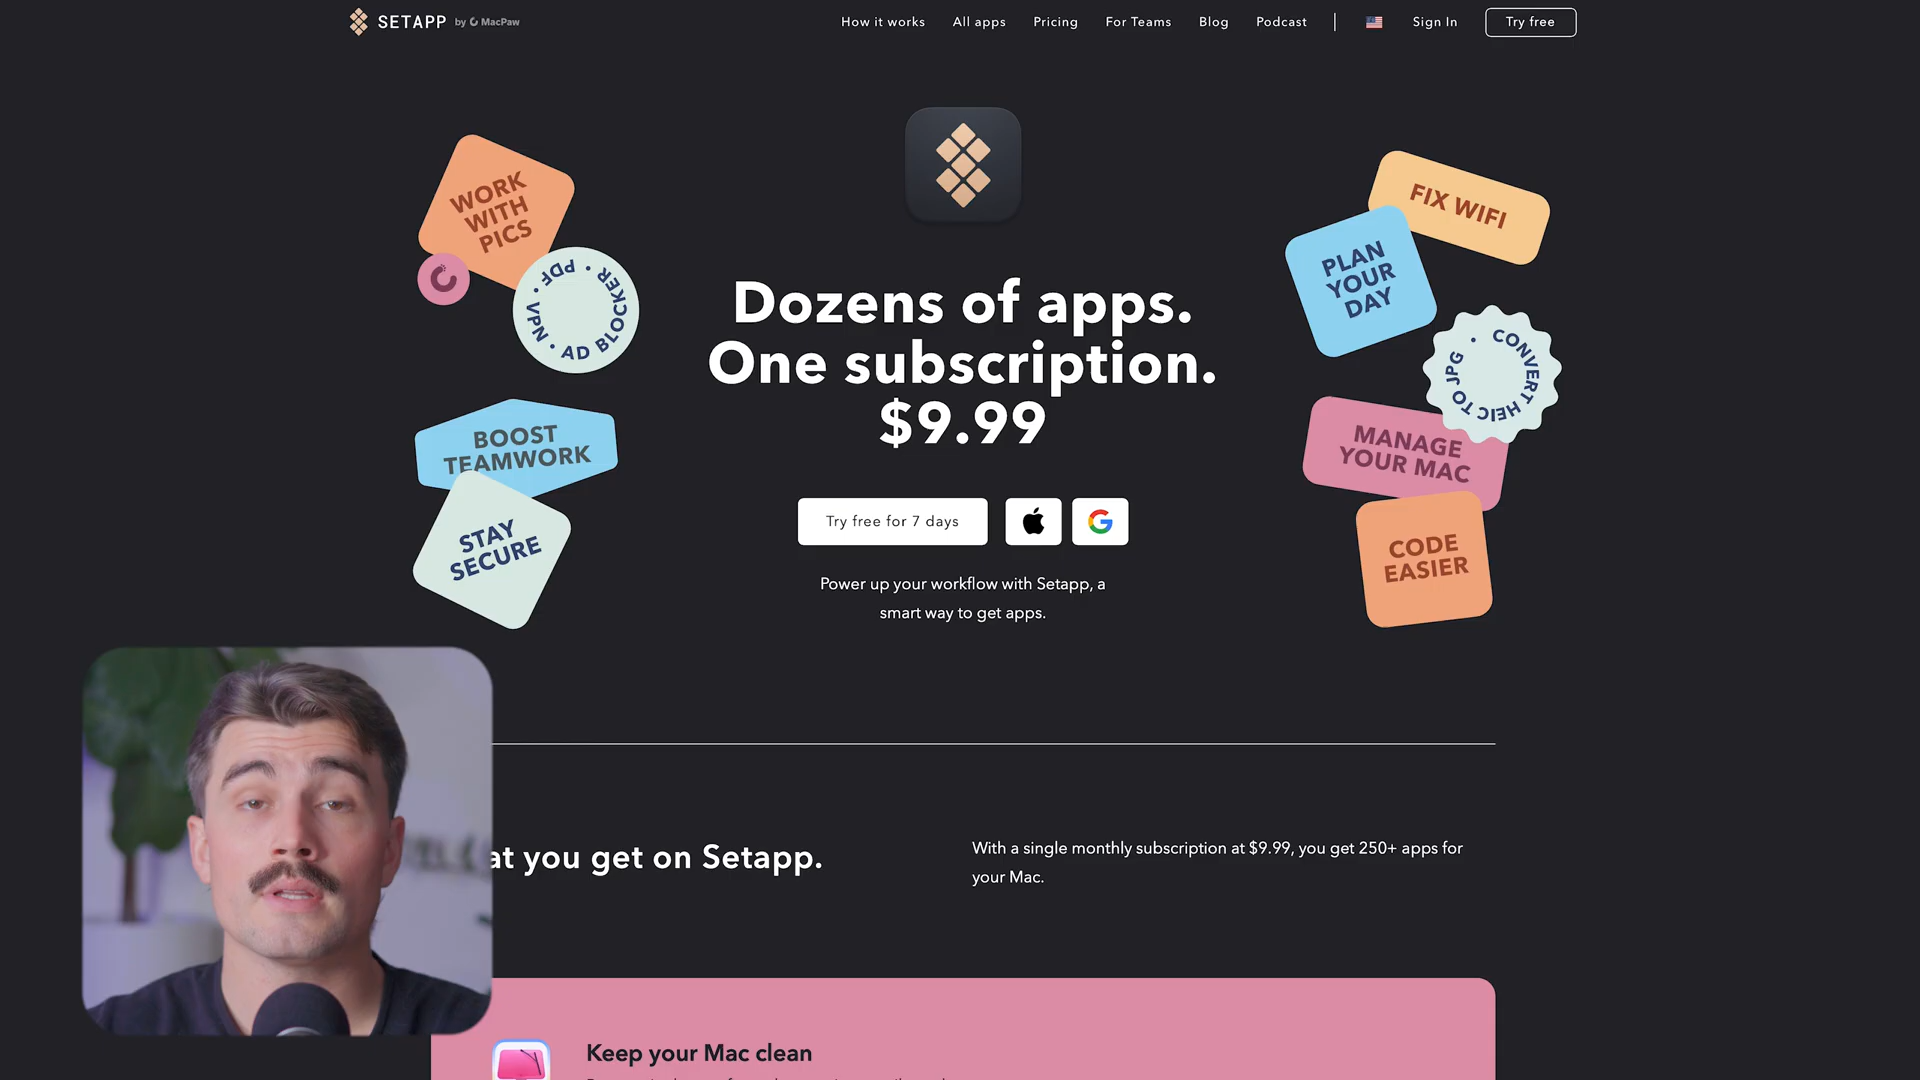 SETAPP by MacPaw
How it works
All apps
Pricing
For Teams
Blog
Podcast
Sign In
Try free
WORK
WITH
PICS
PDF • VPN • AD BLOCKER •
BOOST
TEAMWORK
STAY
SECURE
Dozens of apps.
One subscription.
$9.99
Try free for 7 days
Power up your workflow with Setapp, a
smart way to get apps.
FIX WIFI
PLAN
YOUR
DAY
CONVERT HEIC TO JPG •
MANAGE
YOUR MAC
CODE
EASIER
at you get on Setapp.
With a single monthly subscription at $9.99, you get 250+ apps for
your Mac.
Keep your Mac clean